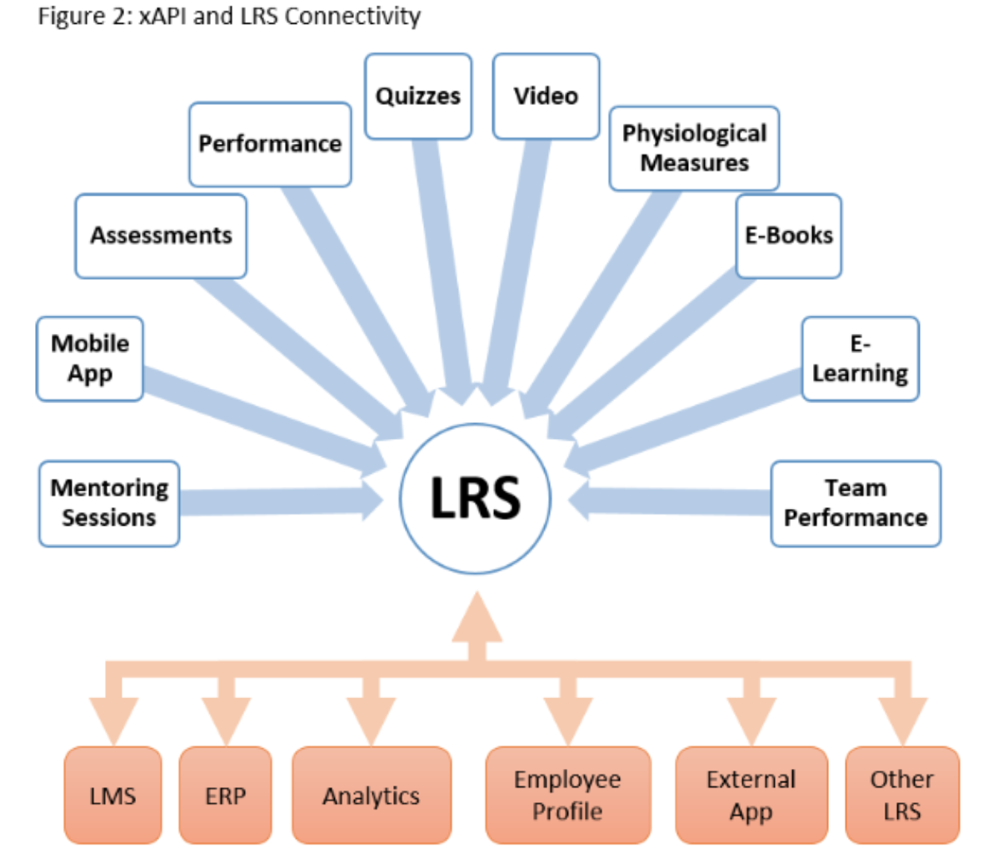 Figure 2: xAPI and LRS Connectivity
Quizzes
Video
Performance
Physiological
Measures
Assessments
E-Books
Mobile
App
E-
Learning
Mentoring
Sessions
LRS
Team
Performance
LMS
ERP
Analytics
Employee
Profile
External
App
Other
LRS